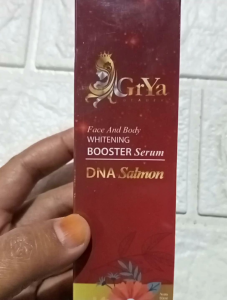 GrYa
Face And Body
WHITENING
BOOSTER Serum
DNA Salmon